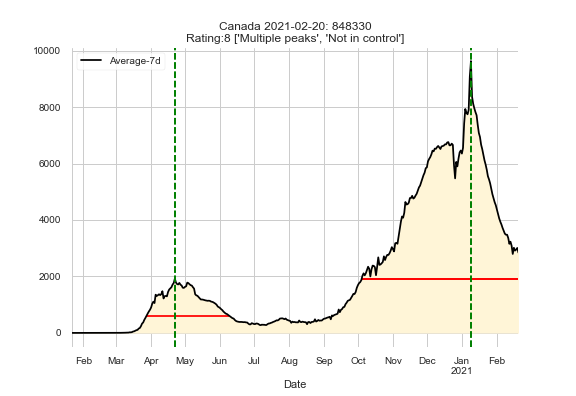 Canada 2021-02-20: 848330
Rating:8 ['Multiple peaks', 'Not in control']
Average-7d
10000
8000
6000
4000
2000
0
Feb Mar Apr May Jun Jul Aug Sep Oct Nov Dec Jan Feb
2021
Date